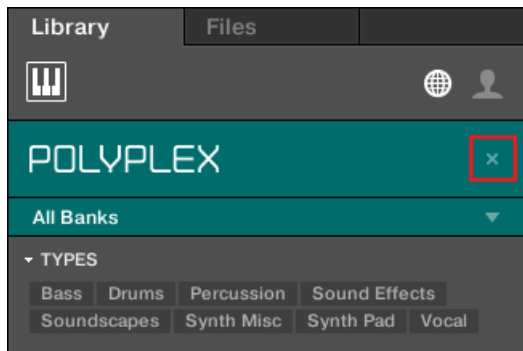 Library Files
POLYPLEX ×
All Banks
TYPES
Bass Drums Percussion Sound Effects
Soundscapes Synth Misc Synth Pad Vocal